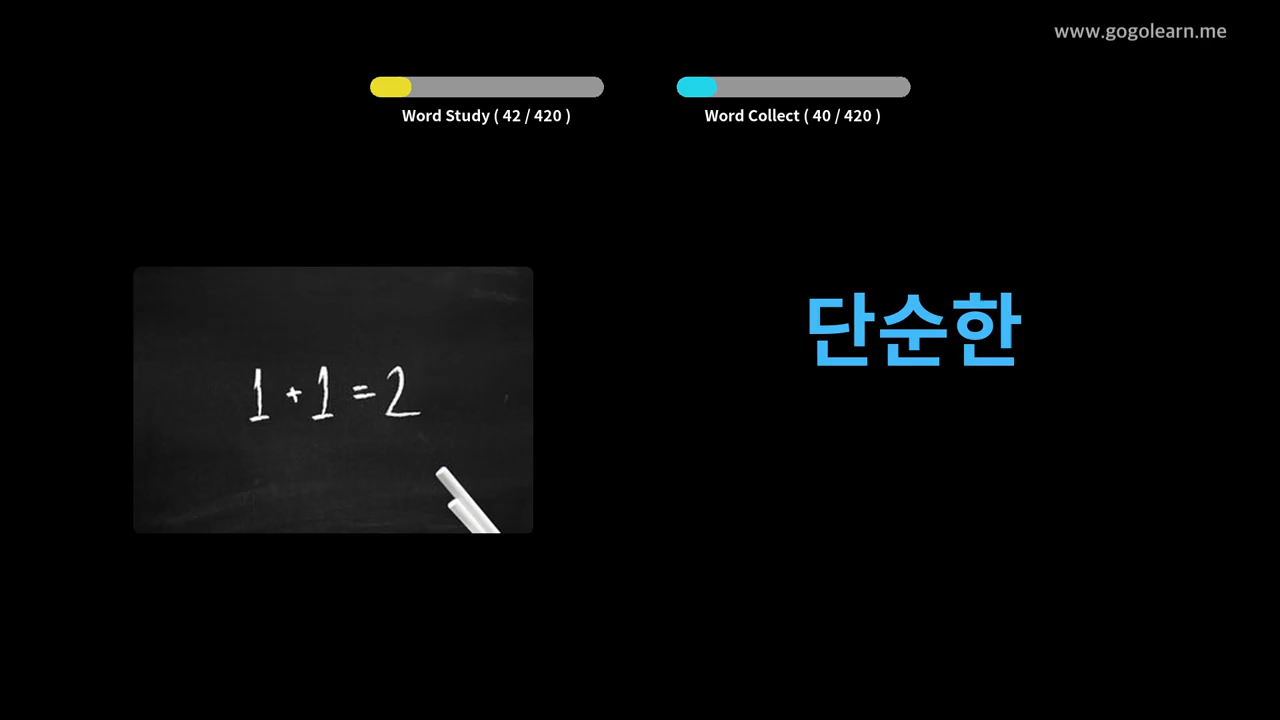 www.gogolearn.me
Word Study ( 42 / 420 )
Word Collect ( 40 / 420 )
단순한
1 + 1 = 2